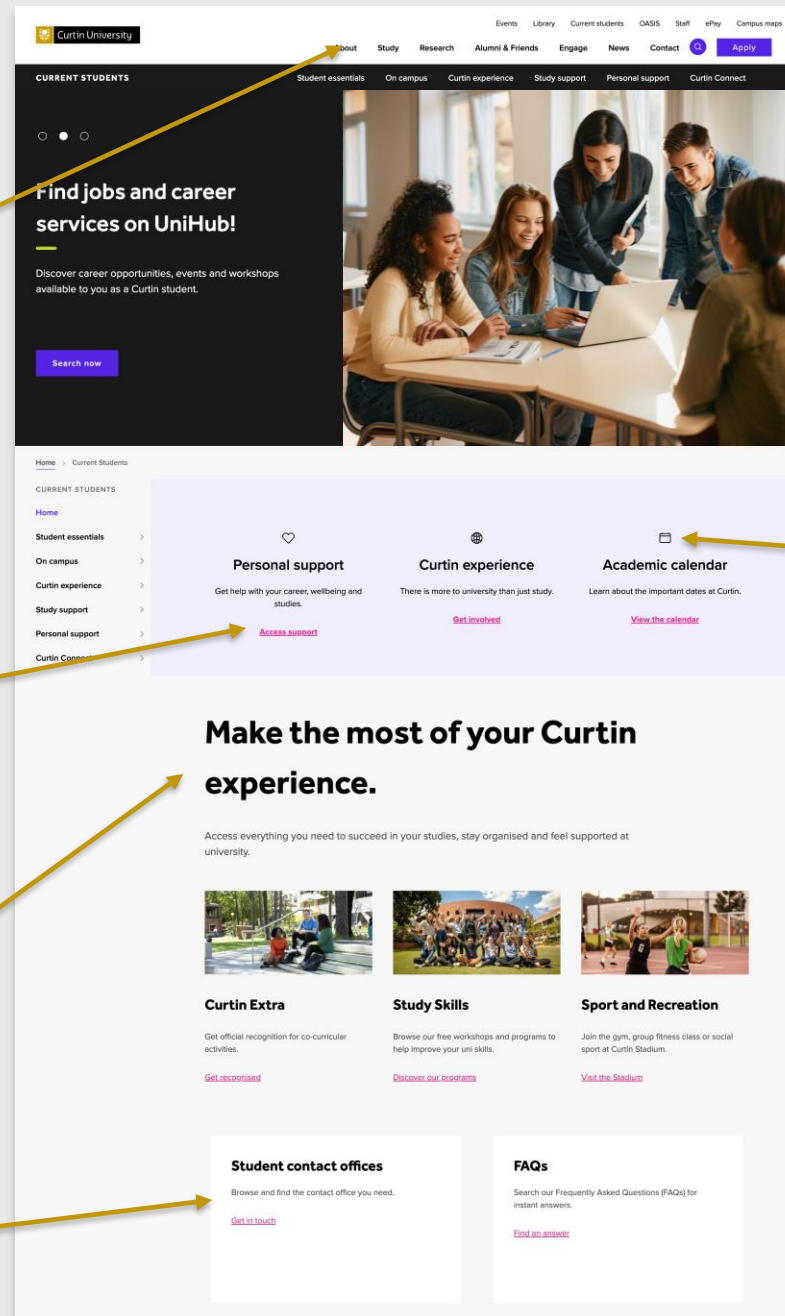 Curtin University
Events Library Current students OASIS Staff ePay Campus maps
About Study Research Alumni & Friends Engage News Contact Apply
CURRENT STUDENTS Student essentials On campus Curtin experience Study support Personal support Curtin Connect
Find jobs and career
services on UniHub!
Discover career opportunities, events and workshops
available to you as a Curtin student.
Search now
Home > Current Students
CURRENT STUDENTS
Home
Student essentials
On campus
Curtin experience
Study support
Personal support
Curtin Connect
Personal support
Get help with your career, wellbeing and
studies.
Access support
Curtin experience
There is more to university than just study.
Get involved
Academic calendar
Learn about the important dates at Curtin.
View the calendar
Make the most of your Curtin
experience.
Access everything you need to succeed in your studies, stay organised and feel supported at
university.
Curtin Extra
Get official recognition for co-curricular
activities.
Get recognised
Study Skills
Browse our free workshops and programs to
help improve your uni skills.
Discover our programs
Sport and Recreation
Join the gym, group fitness class or social
sport at Curtin Stadium.
Visit the Stadium
Student contact offices
Browse and find the contact office you need.
Get in touch
FAQs
Search our Frequently Asked Questions (FAQs) for
instant answers.
Find an answer